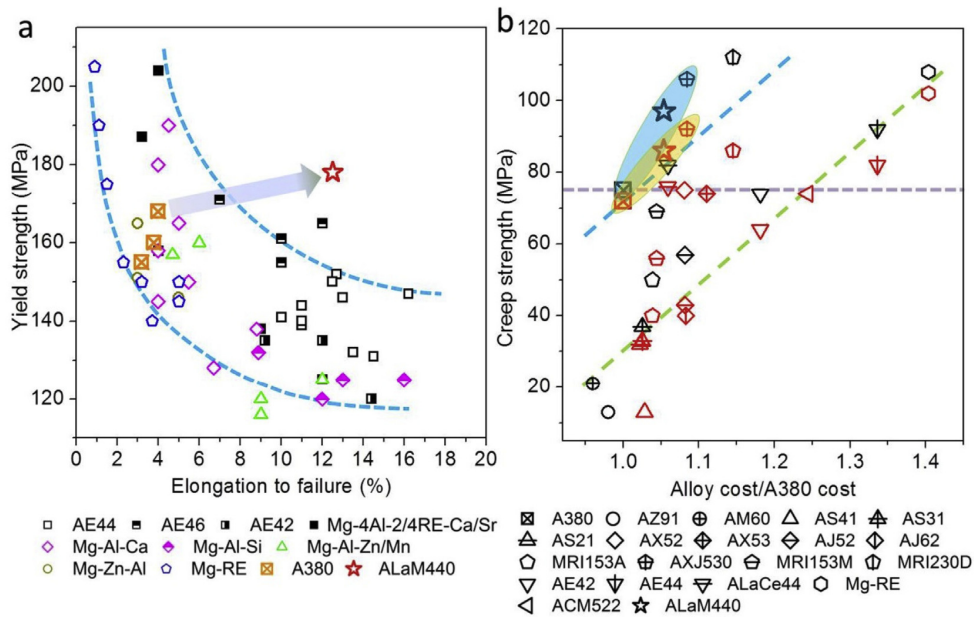 a
Yield strength (MPa)
200
180
160
140
120
0 2 4 6 8 10 12 14 16 18 20
Elongation to failure (%)
AE44 AE46 AE42 Mg-4Al-2/4RE-Ca/Sr
Mg-Al-Ca Mg-Al-Si Mg-Al-Zn/Mn
Mg-Zn-Al Mg-RE A380 ALaM440
b
Creep strength (MPa)
120
100
80
60
40
20
1.0 1.1 1.2 1.3 1.4
Alloy cost/A380 cost
A380 AZ91 AM60 AS41 AS31
AS21 AX52 AX53 AJ52 AJ62
MRI153A AXJ530 MRI153M MRI230D
AE42 AE44 ALaCe44 Mg-RE
ACM522 ALaM440